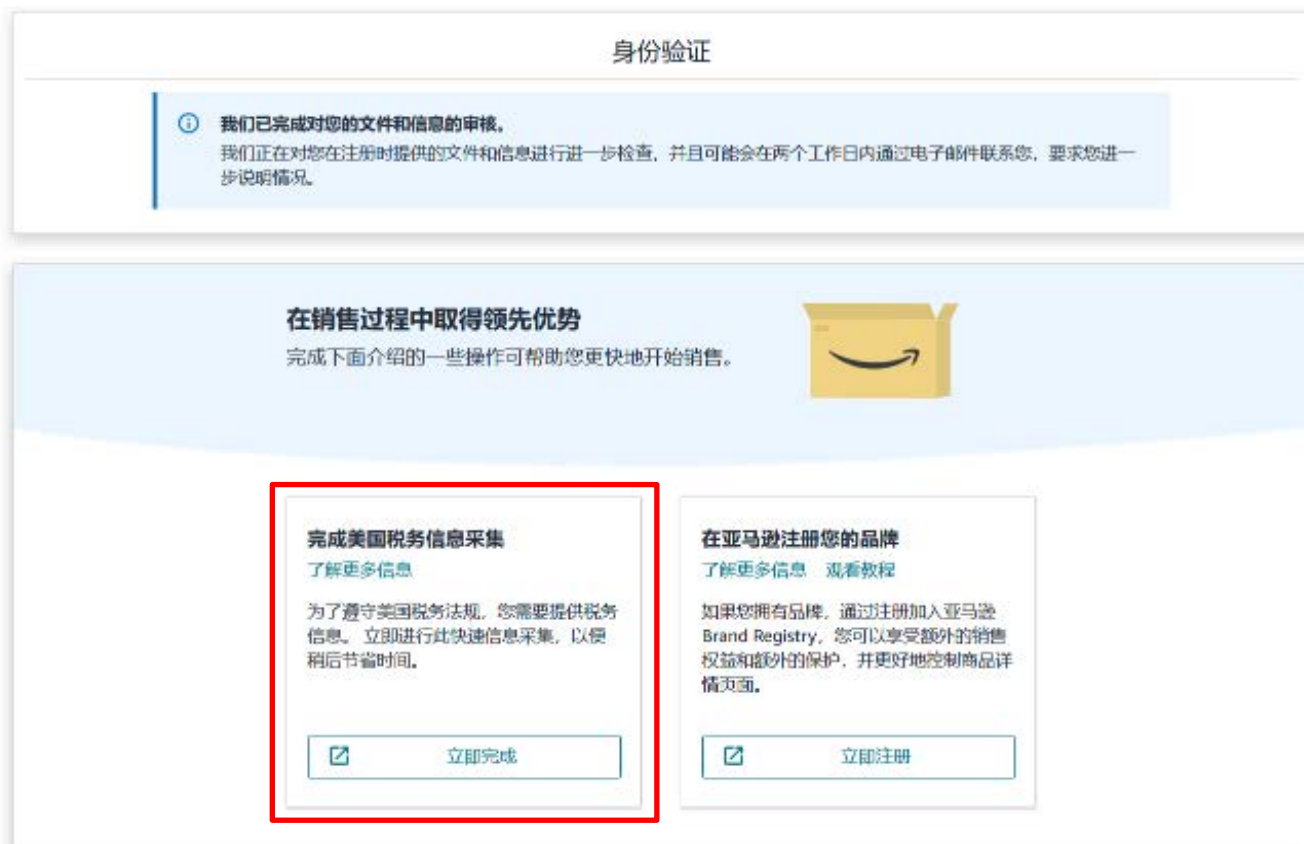 身份验证
我们已完成对您的文件和信息的审核。
我们正在对您在注册时提供的文件和信息进行进一步检查，并且可能会在两个工作日内通过电子邮件联系您，要求您进一
步说明情况。
在销售过程中取得领先优势
完成下面介绍的一些操作可帮助您更快地开始销售。
完成美国税务信息采集
了解更多信息
为了遵守美国税务法规，您需要提供税务
信息。 立即进行此快速信息采集，以便
稍后节省时间。
立即完成
在亚马逊注册您的品牌
了解更多信息 观看教程
如果您拥有品牌，通过注册加入亚马逊
Brand Registry，您可以享受额外的销售
权益和额外的保护，并更好地控制商品详
情页面。
立即注册